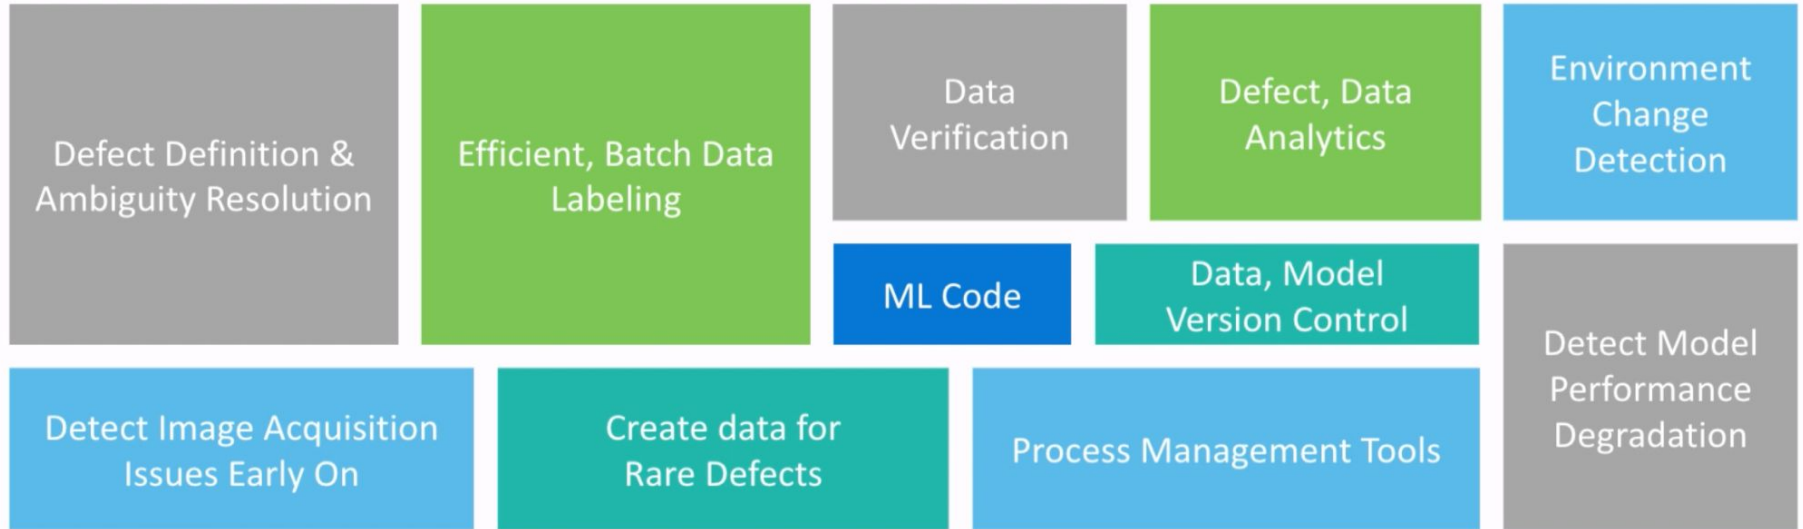 Defect Definition &
Ambiguity Resolution
Efficient, Batch Data
Labeling
Data
Verification
Defect, Data
Analytics
Environment
Change
Detection
ML Code
Data, Model
Version Control
Detect Model
Performance
Degradation
Detect Image Acquisition
Issues Early On
Create data for
Rare Defects
Process Management Tools